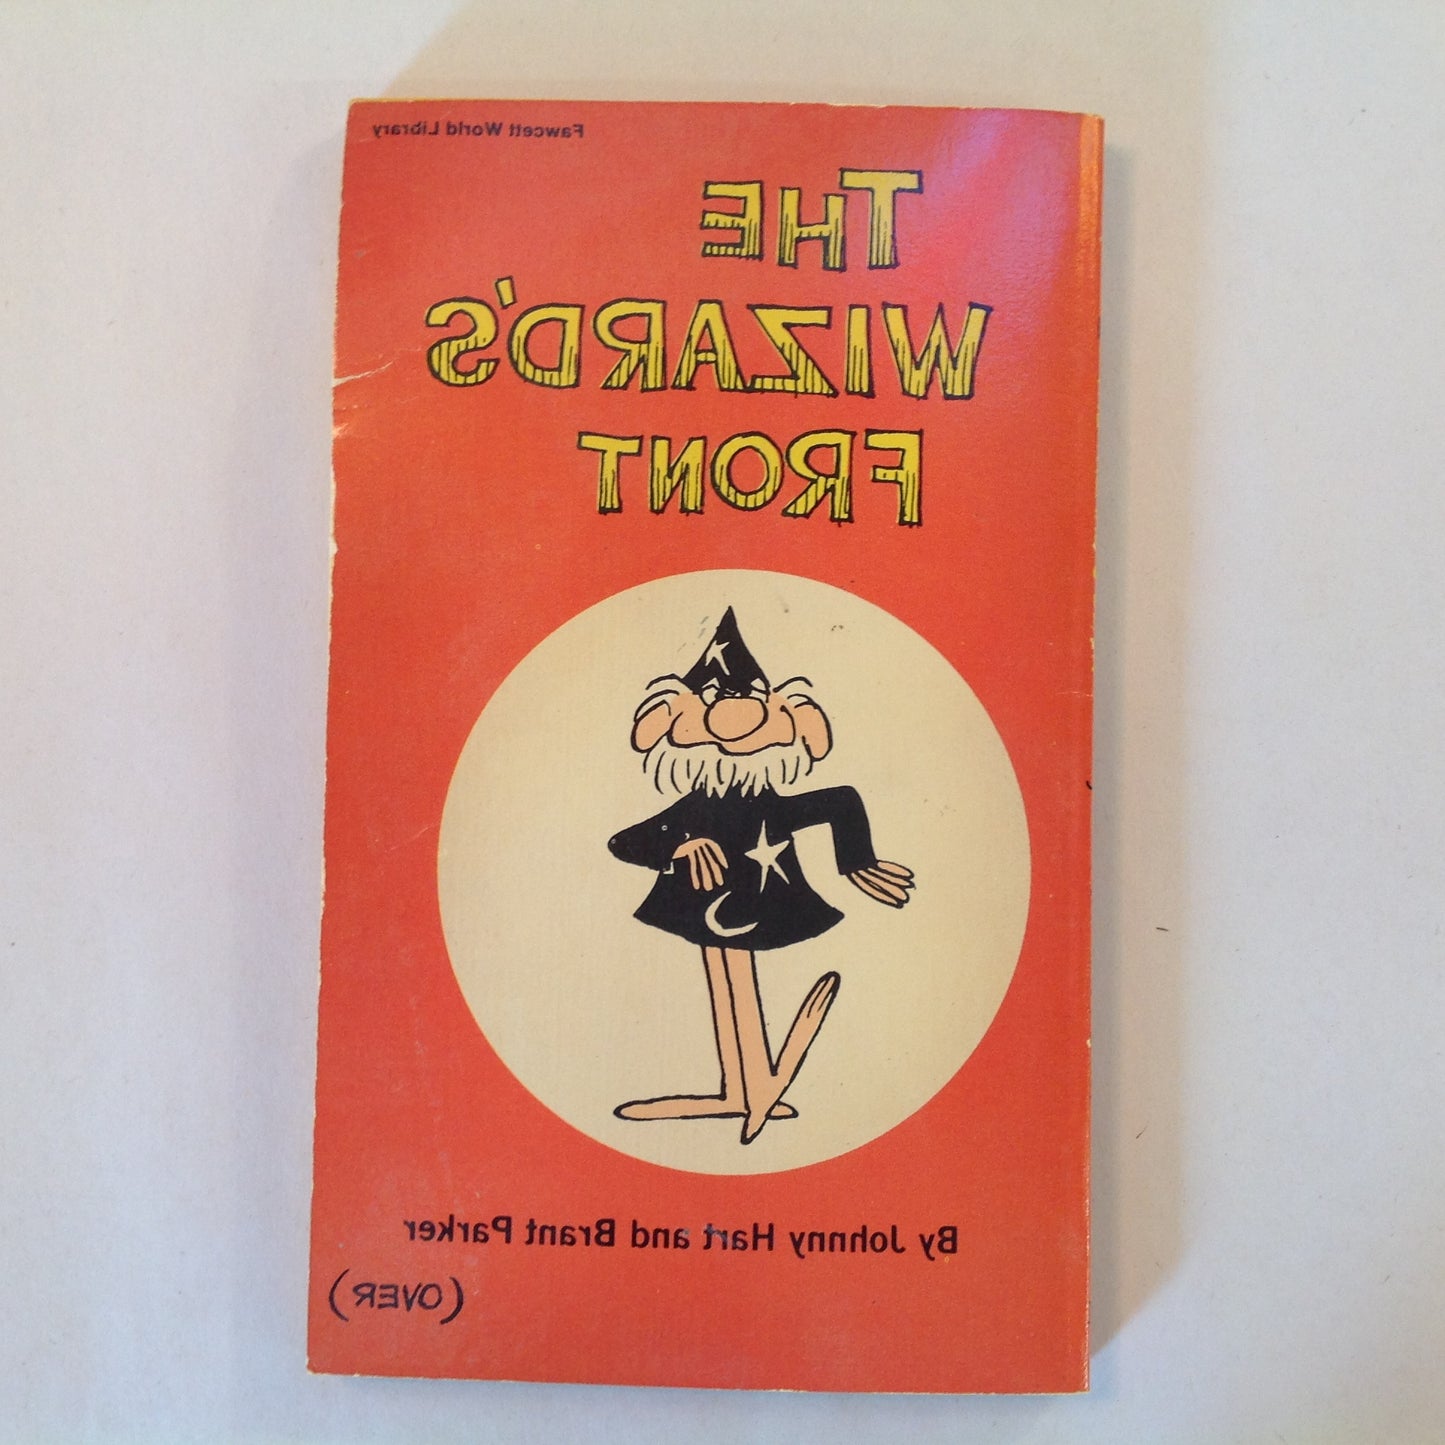 Fawcett World Library
THE
WIZARD'S
FRONT
By Johnny Hart and Brant Parker
(OVER)